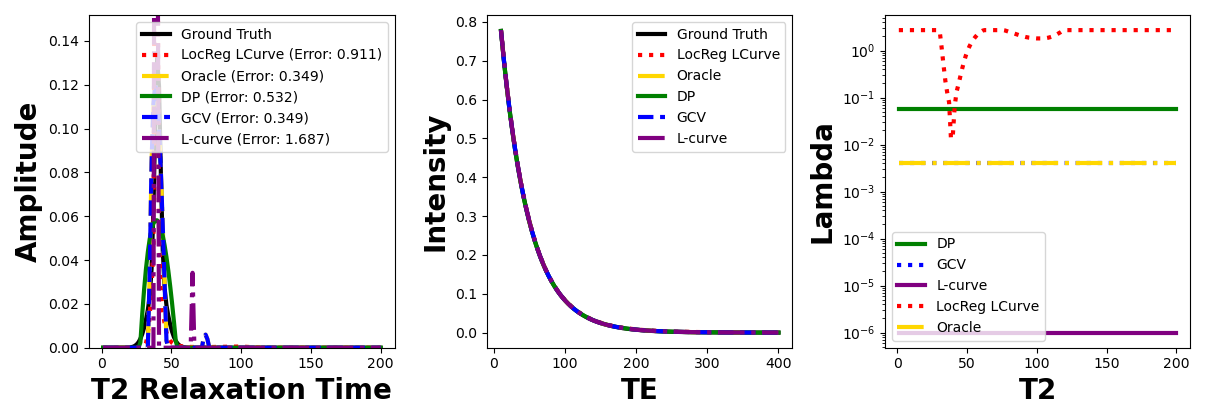 Amplitude
0.14
0.12
0.10
0.08
0.06
0.04
0.02
0.00
0
50
100
150
200
T2 Relaxation Time
Ground Truth
LocReg LCurve (Error: 0.911)
Oracle (Error: 0.349)
DP (Error: 0.532)
GCV (Error: 0.349)
L-curve (Error: 1.687)
Intensity
0.8
0.7
0.6
0.5
0.4
0.3
0.2
0.1
0.0
0
100
200
300
400
TE
Ground Truth
LocReg LCurve
Oracle
DP
GCV
L-curve
Lambda
10⁰
10⁻¹
10⁻²
10⁻³
10⁻⁴
10⁻⁵
10⁻⁶
0
50
100
150
200
T2
DP
GCV
L-curve
LocReg LCurve
Oracle